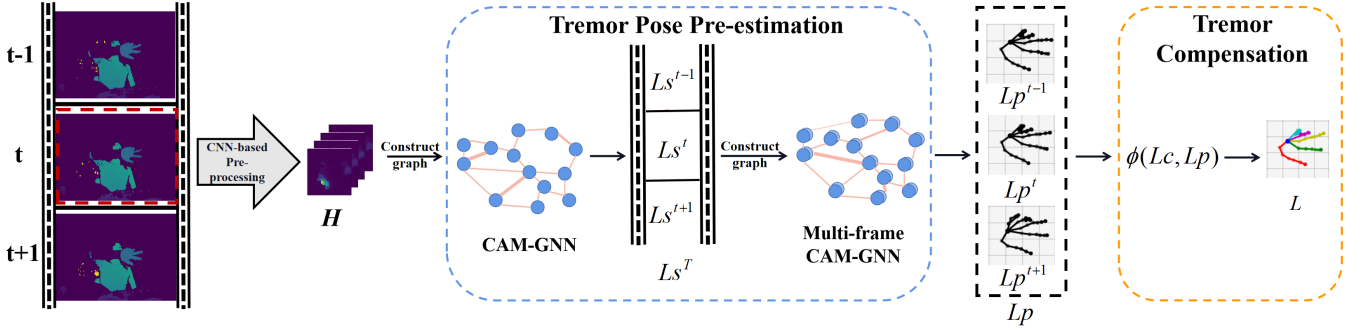 t-1
t
t+1
CNN-based
Pre-
processing
H
Construct
graph
Tremor Pose Pre-estimation
CAM-GNN
Ls^{t-1}
Ls^{t}
Ls^{t+1}
Ls^{T}
Construct
graph
Multi-frame
CAM-GNN
Lp^{t-1}
Lp^{t}
Lp^{t+1}
Lp
Tremor
Compensation
ϕ(Lc, Lp)
L